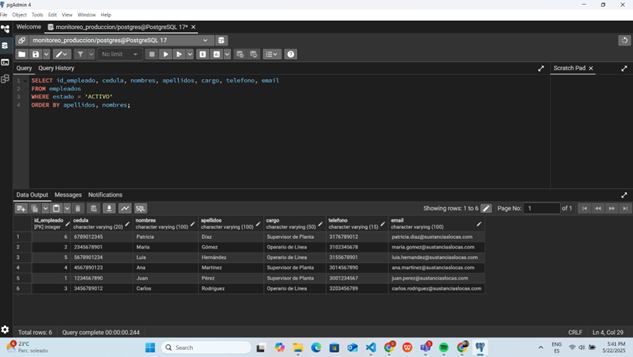 pgAdmin 4
File Object Tools Edit View Window Help
Welcome monitoreo_produccion/postgres@PostgreSQL 17*
monitoreo_produccion/postgres@PostgreSQL 17
No limit
Query Query History
Scratch Pad
1 SELECT id_empleado, cedula, nombres, apellidos, cargo, telefono, email
2 FROM empleados
3 WHERE estado = 'ACTIVO'
4 ORDER BY apellidos, nombres;
Data Output Messages Notifications
SQL
Showing rows: 1 to 6
Page No: 1 of 1
id_empleado cedula nombres apellidos cargo telefono email
[PK] integer character varying (20) character varying (100) character varying (100) character varying (50) character varying (15) character varying (100)
1 6 6789012345 Patricia Díaz Supervisor de Planta 3176789012 patricia.diaz@sustanciaslocas.com
2 2 2345678901 María Gómez Operario de Línea 3102345678 maria.gomez@sustanciaslocas.com
3 5 5678901234 Luis Hernández Operario de Línea 3155678901 luis.hernandez@sustanciaslocas.com
4 4 4567890123 Ana Martínez Supervisor de Planta 3014567890 ana.martinez@sustanciaslocas.com
5 1 1234567890 Juan Pérez Supervisor de Planta 3001234567 juan.perez@sustanciaslocas.com
6 3 3456789012 Carlos Rodríguez Operario de Línea 3203456789 carlos.rodriguez@sustanciaslocas.com
Total rows: 6 Query complete 00:00:00.244
CRLF Ln 4, Col 29
23°C
Parc. soleado
Search
ENG
ES
5:41 PM
5/22/2025